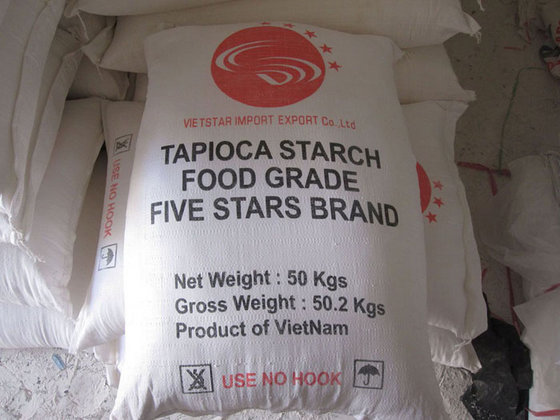 VIETSTAR IMPORT EXPORT Co.,Ltd
TAPIOCA STARCH
FOOD GRADE
FIVE STARS BRAND
Net Weight : 50 Kgs
Gross Weight : 50.2 Kgs
Product of VietNam
USE NO HOOK
USE NO HOOK